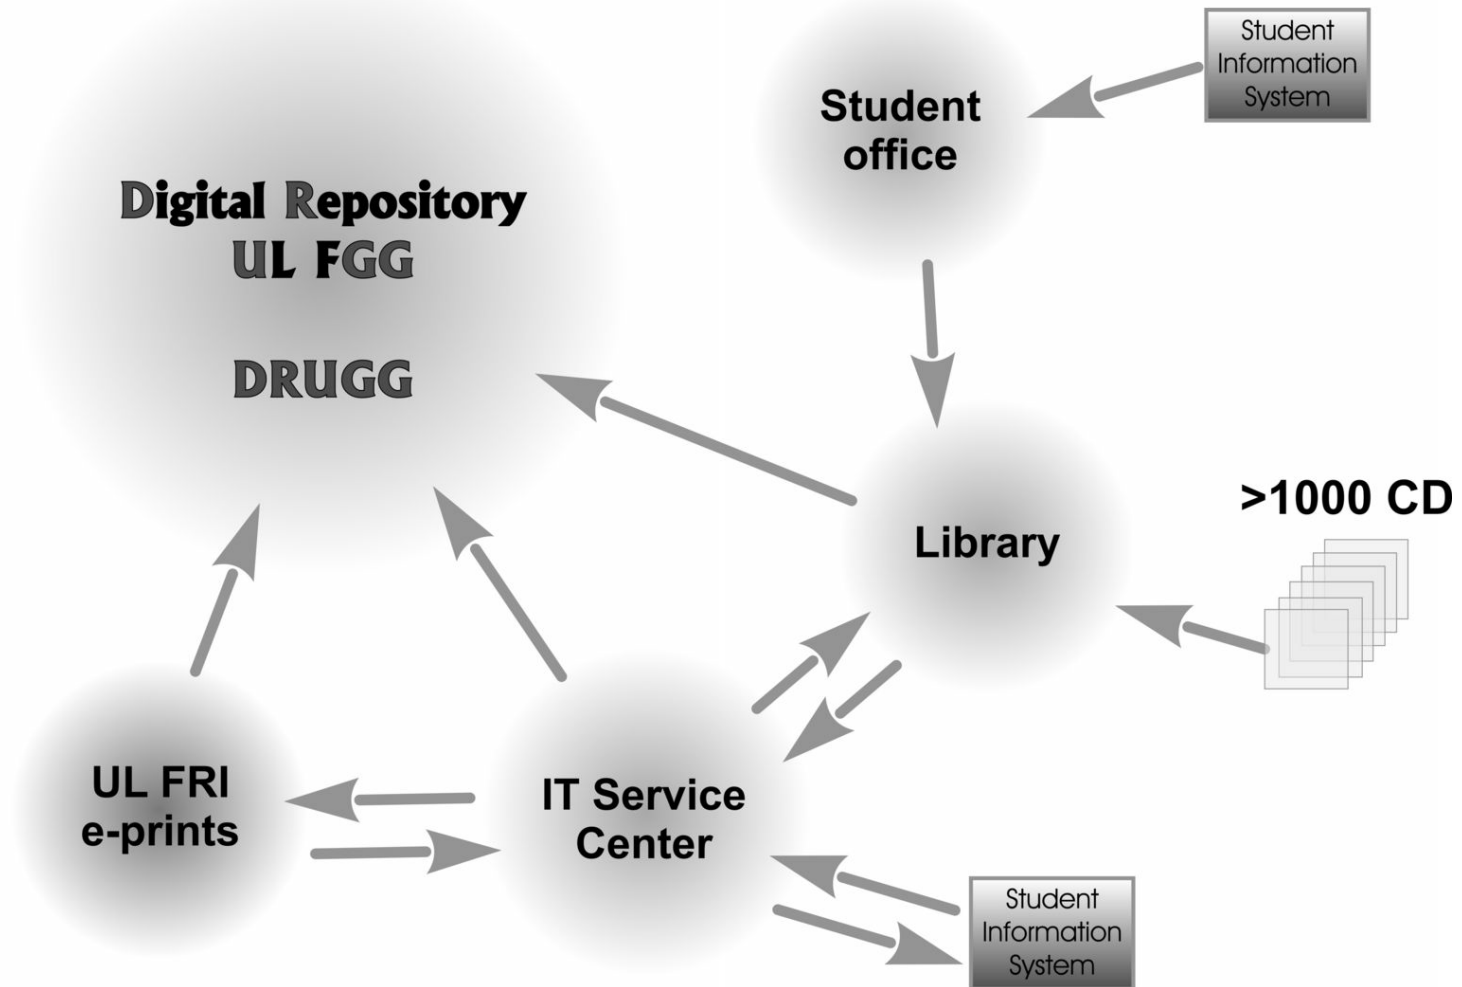 Digital Repository
UL FGG
DRUGG
Student
office
Student
Information
System
Library
>1000 CD
UL FRI
e-prints
IT Service
Center
Student
Information
System